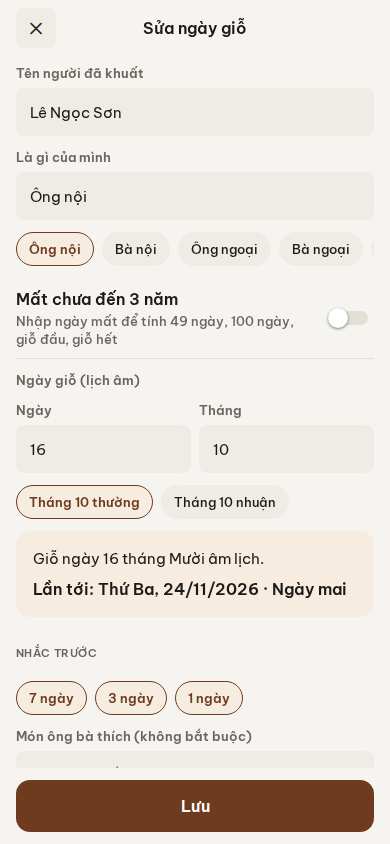 Sửa ngày giỗ
Tên người đã khuất
Lê Ngọc Sơn
Là gì của mình
Ông nội
Ông nội
Bà nội
Ông ngoại
Bà ngoại
Mất chưa đến 3 năm
Nhập ngày mất để tính 49 ngày, 100 ngày,
giỗ đầu, giỗ hết
Ngày giỗ (lịch âm)
Ngày
Tháng
16
10
Tháng 10 thường
Tháng 10 nhuận
Giỗ ngày 16 tháng Mười âm lịch.
Lần tới: Thứ Ba, 24/11/2026 · Ngày mai
NHẮC TRƯỚC
7 ngày
3 ngày
1 ngày
Món ông bà thích (không bắt buộc)
Lưu